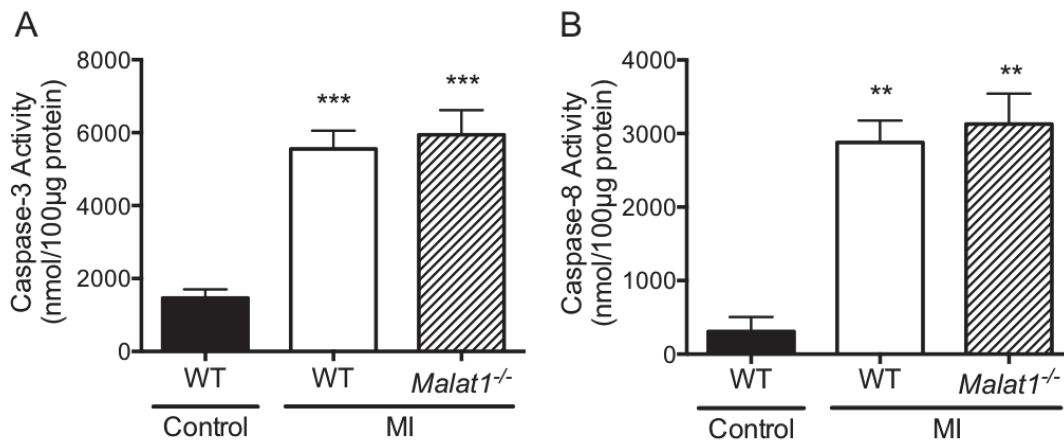 A
Caspase-3 Activity
(nmol/100µg protein)
8000
6000
4000
2000
0
***
***
WT
WT
Malat1-/-
Control
MI
B
Caspase-8 Activity
(nmol/100µg protein)
4000
3000
2000
1000
0
**
**
WT
WT
Malat1-/-
Control
MI